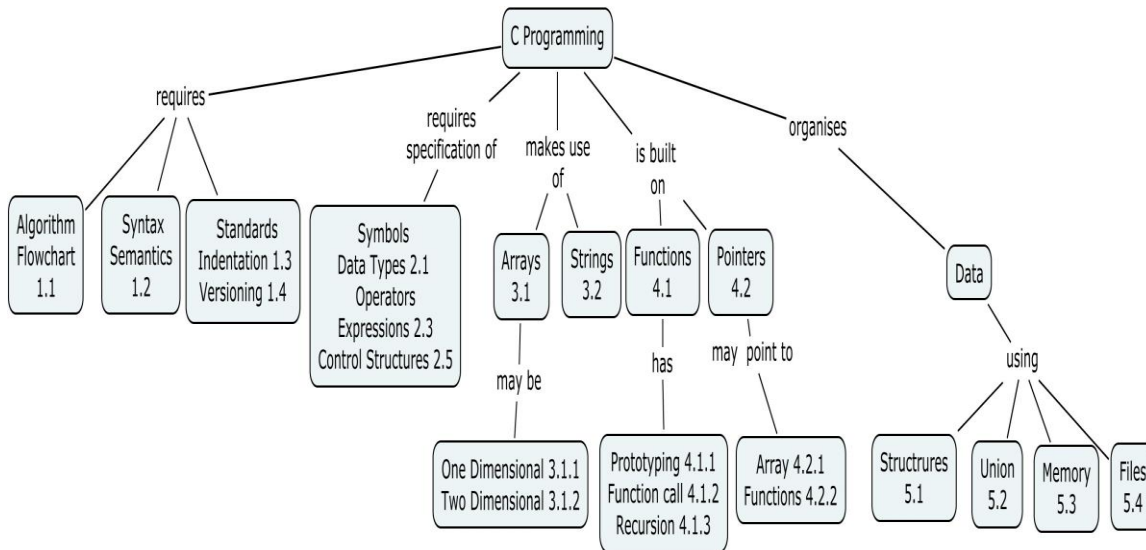 C Programming
requires
requires
specification of
makes use
of
is built
on
organises
Algorithm
Flowchart
1.1
Syntax
Semantics
1.2
Standards
Indentation 1.3
Versioning 1.4
Symbols
Data Types 2.1
Operators
Expressions 2.3
Control Structures 2.5
Arrays
3.1
Strings
3.2
Functions
4.1
Pointers
4.2
Data
may be
has
may point to
using
One Dimensional 3.1.1
Two Dimensional 3.1.2
Prototyping 4.1.1
Function call 4.1.2
Recursion 4.1.3
Array 4.2.1
Functions 4.2.2
Structrures
5.1
Union
5.2
Memory
5.3
Files
5.4